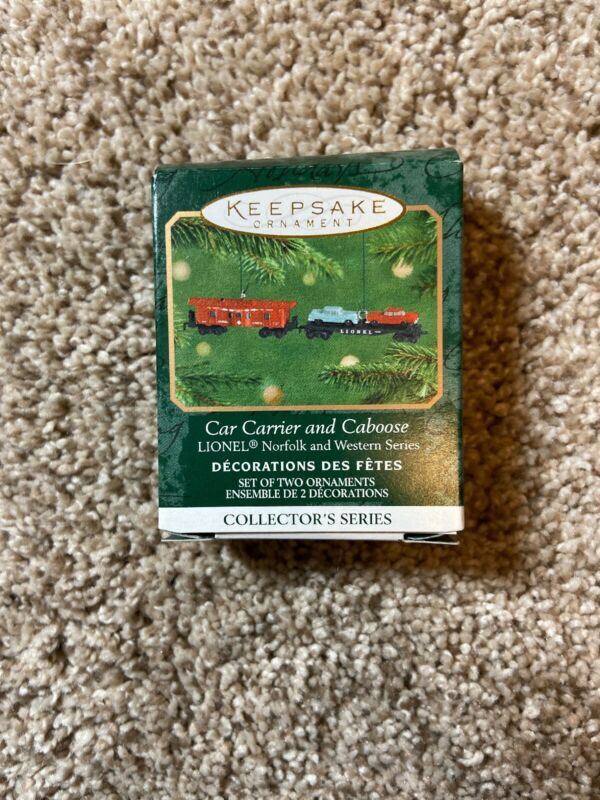 KEEPSAKE
ORNAMENT
LIONEL
Car Carrier and Caboose
LIONEL® Norfolk and Western Series
DÉCORATIONS DES FÊTES
SET OF TWO ORNAMENTS
ENSEMBLE DE 2 DÉCORATIONS
COLLECTOR'S SERIES